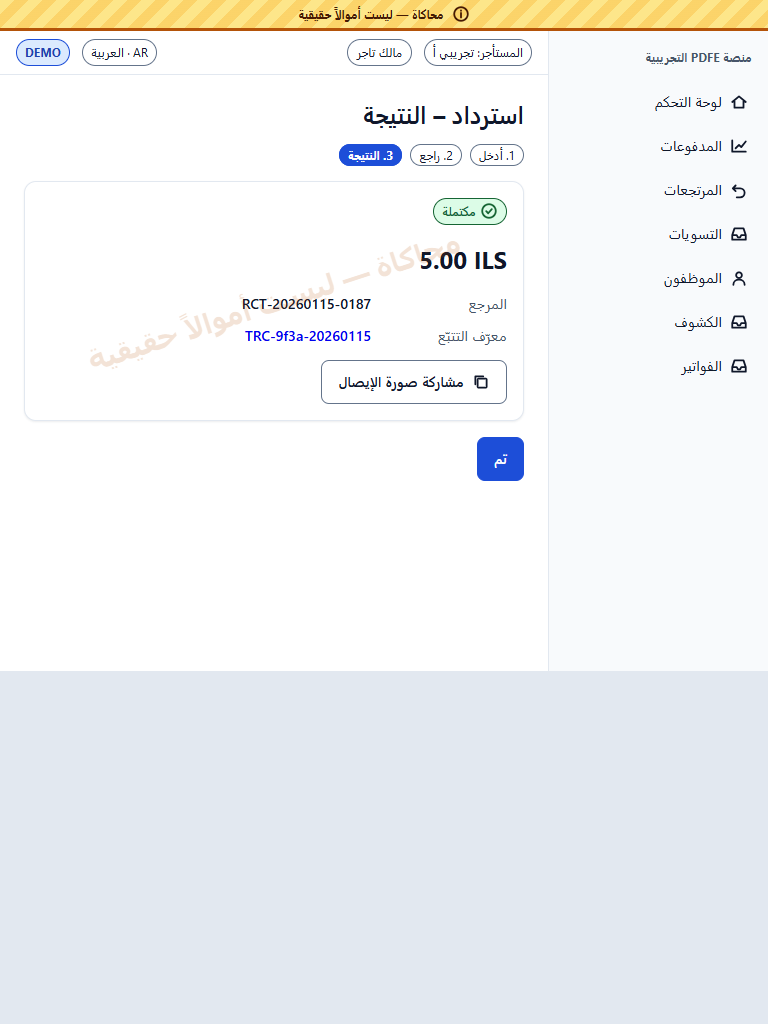 محاكاة — ليست أموالاً حقيقية
منصة PDFE التجريبية
لوحة التحكم
المدفوعات
المرتجعات
التسويات
الموظفون
الكشوف
الفواتير
المستأجر: تجريبي أ
مالك تاجر
AR · العربية
DEMO
استرداد – النتيجة
1. أدخل
2. راجع
3. النتيجة
مكتملة
5.00 ILS
محاكاة — ليست أموالاً حقيقية
المرجع RCT-20260115-0187
معرّف التتبّع TRC-9f3a-20260115
مشاركة صورة الإيصال
تم